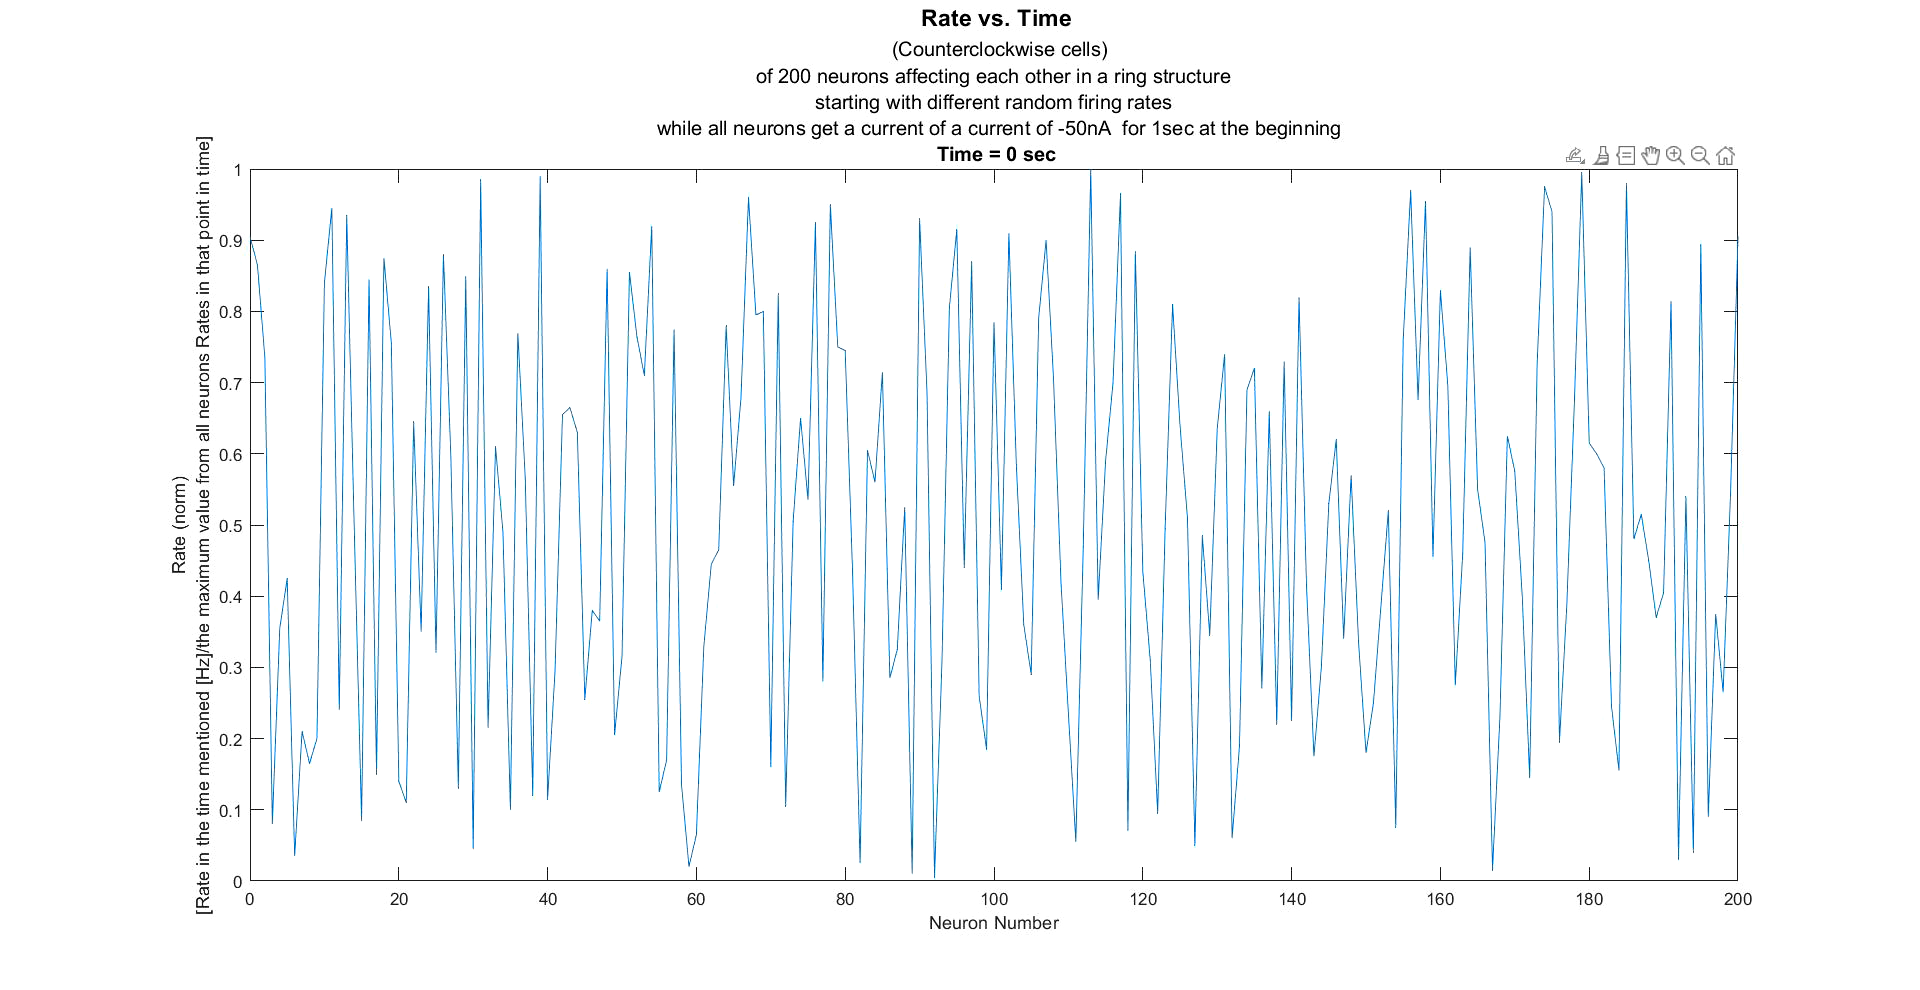 Rate vs. Time
(Counterclockwise cells)
of 200 neurons affecting each other in a ring structure
starting with different random firing rates
while all neurons get a current of a current of -50nA  for 1sec at the beginning
Time = 0 sec
Rate (norm)
[Rate in the time mentioned [Hz]/the maximum value from all neurons Rates in that point in time]
1
0.9
0.8
0.7
0.6
0.5
0.4
0.3
0.2
0.1
0
0 20 40 60 80 100 120 140 160 180 200
Neuron Number